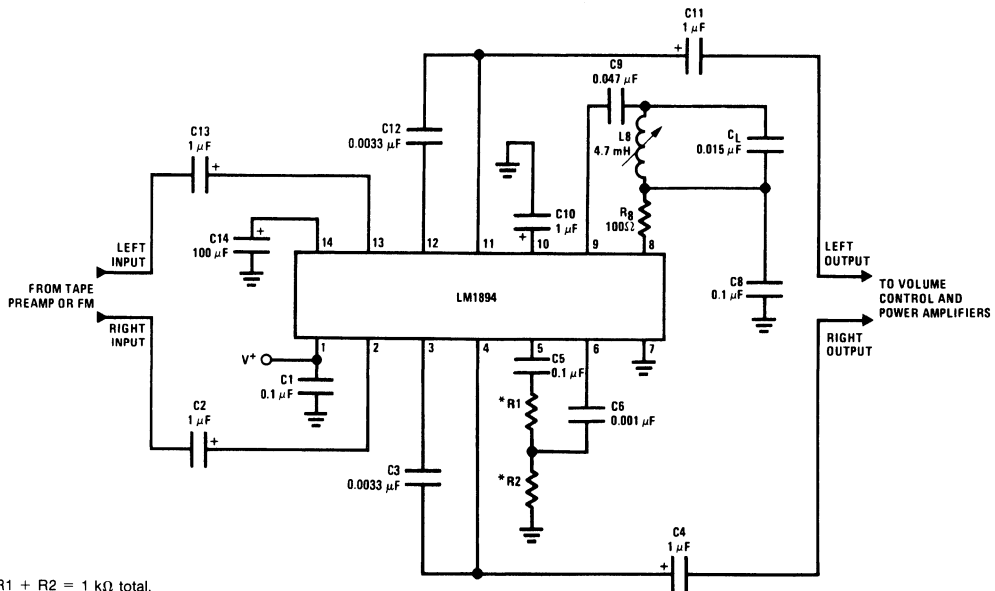 C11
1 μF
+
C9
0.047 μF
C13
1 μF
+
C12
0.0033 μF
L8
4.7 mH
CL
0.015 μF
C14
100 μF
+
C10
1 μF
+
R8
100Ω
LEFT
INPUT
14
13
12
11
10
9
8
LEFT
OUTPUT
FROM TAPE
PREAMP OR FM
LM1894
C8
0.1 μF
TO VOLUME
CONTROL AND
POWER AMPLIFIERS
RIGHT
INPUT
RIGHT
OUTPUT
1
2
3
4
5
6
7
V+
C1
0.1 μF
C5
0.1 μF
*R1
C6
0.001 μF
C2
1 μF
+
C3
0.0033 μF
*R2
C4
1 μF
+
R1 + R2 = 1 kΩ total.